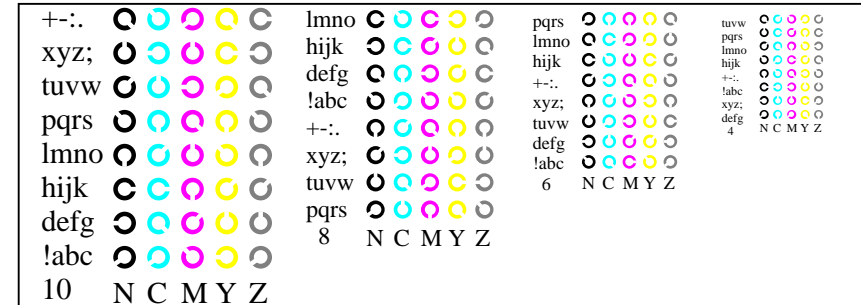 +-:.
xyz;
tuvw
pqrs
lmno
hijk
defg
!abc
10 N C M Y Z
lmno
hijk
defg
!abc
+-:.
xyz;
tuvw
pqrs
8 N C M Y Z
pqrs
lmno
hijk
+-:.
xyz;
tuvw
defg
!abc
6 N C M Y Z
tuvw
pqrs
lmno
hijk
+-:.
!abc
xyz;
defg
4 N C M Y Z